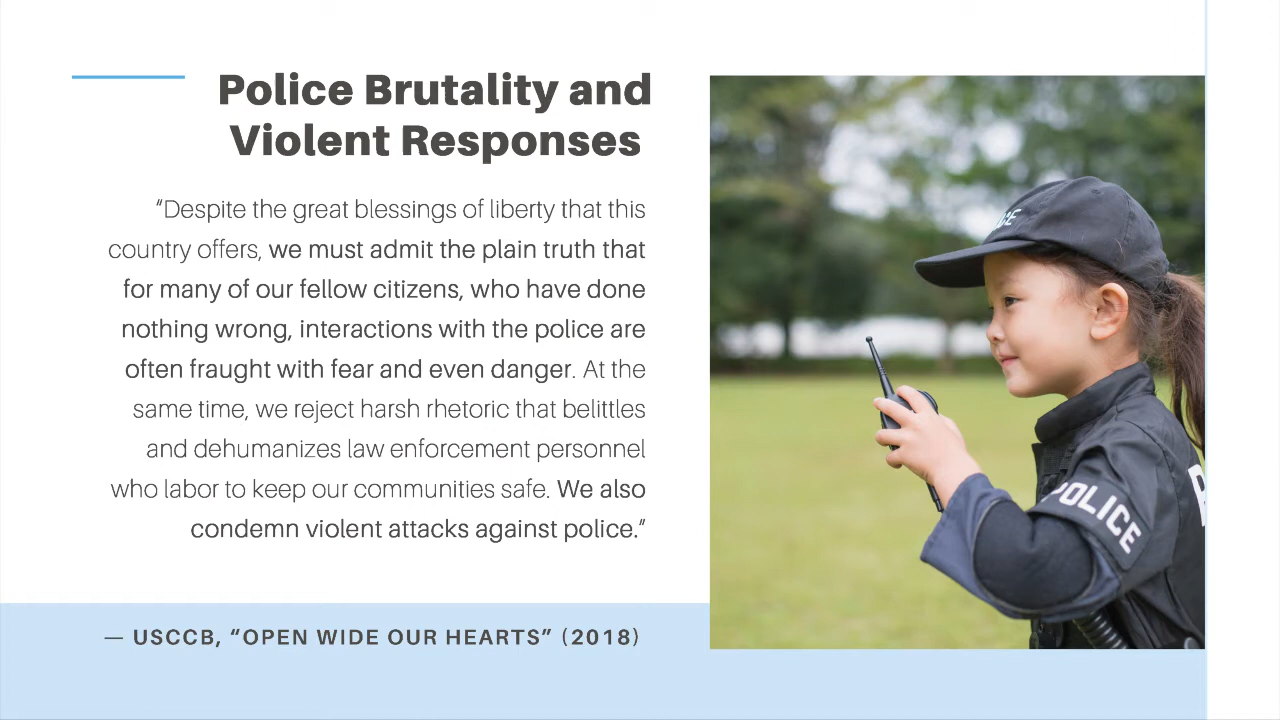 Police Brutality and
Violent Responses
“Despite the great blessings of liberty that this
country offers, we must admit the plain truth that
for many of our fellow citizens, who have done
nothing wrong, interactions with the police are
often fraught with fear and even danger. At the
same time, we reject harsh rhetoric that belittles
and dehumanizes law enforcement personnel
who labor to keep our communities safe. We also
condemn violent attacks against police.”
— USCCB, “OPEN WIDE OUR HEARTS” (2018)
POLICE